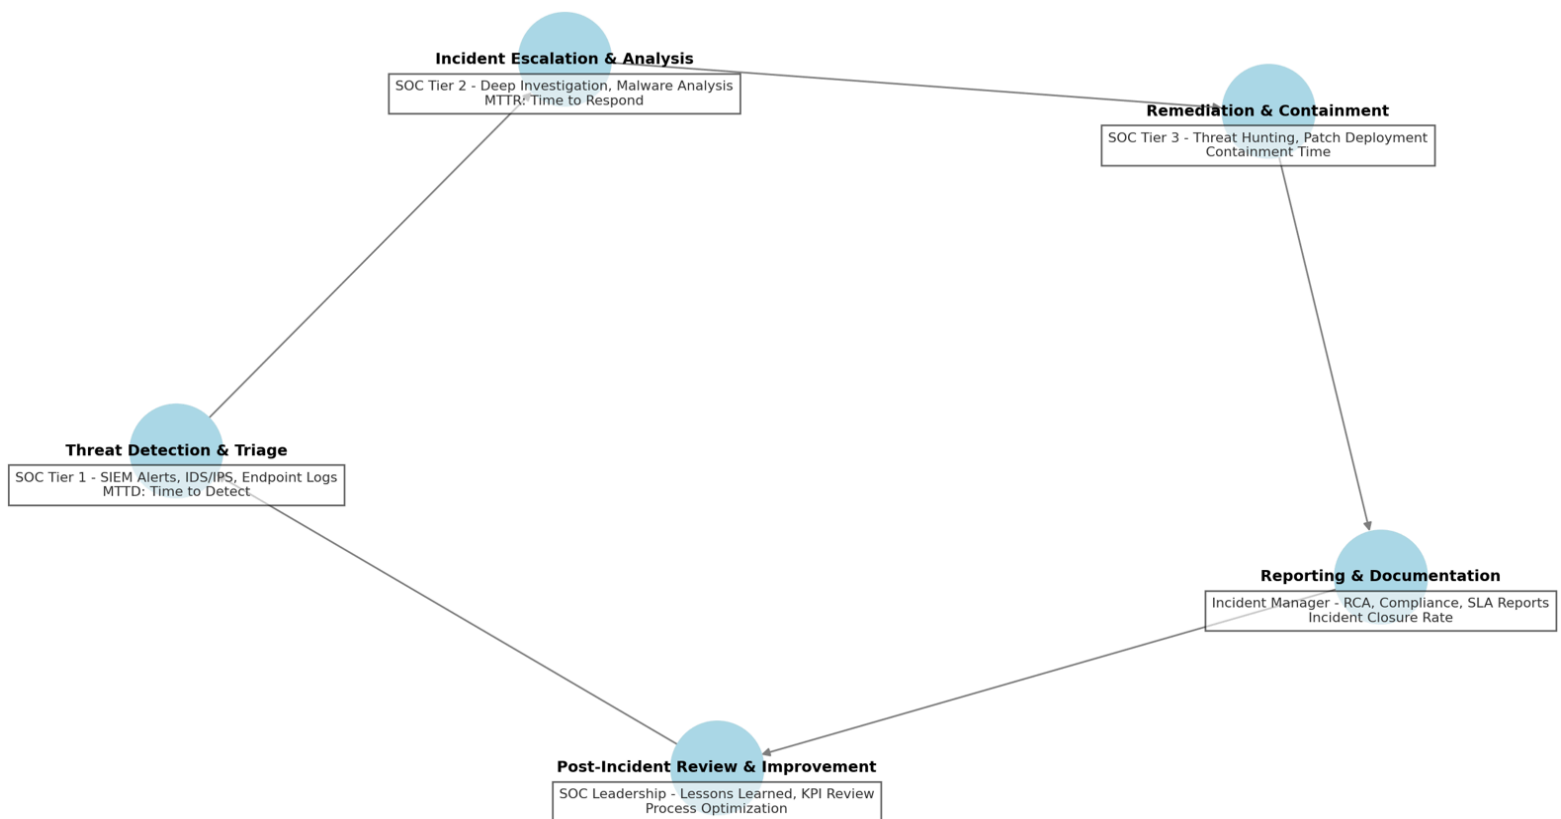 Incident Escalation & Analysis
SOC Tier 2 - Deep Investigation, Malware Analysis
MTTR: Time to Respond
Remediation & Containment
SOC Tier 3 - Threat Hunting, Patch Deployment
Containment Time
Threat Detection & Triage
SOC Tier 1 - SIEM Alerts, IDS/IPS, Endpoint Logs
MTTD: Time to Detect
Reporting & Documentation
Incident Manager - RCA, Compliance, SLA Reports
Incident Closure Rate
Post-Incident Review & Improvement
SOC Leadership - Lessons Learned, KPI Review
Process Optimization